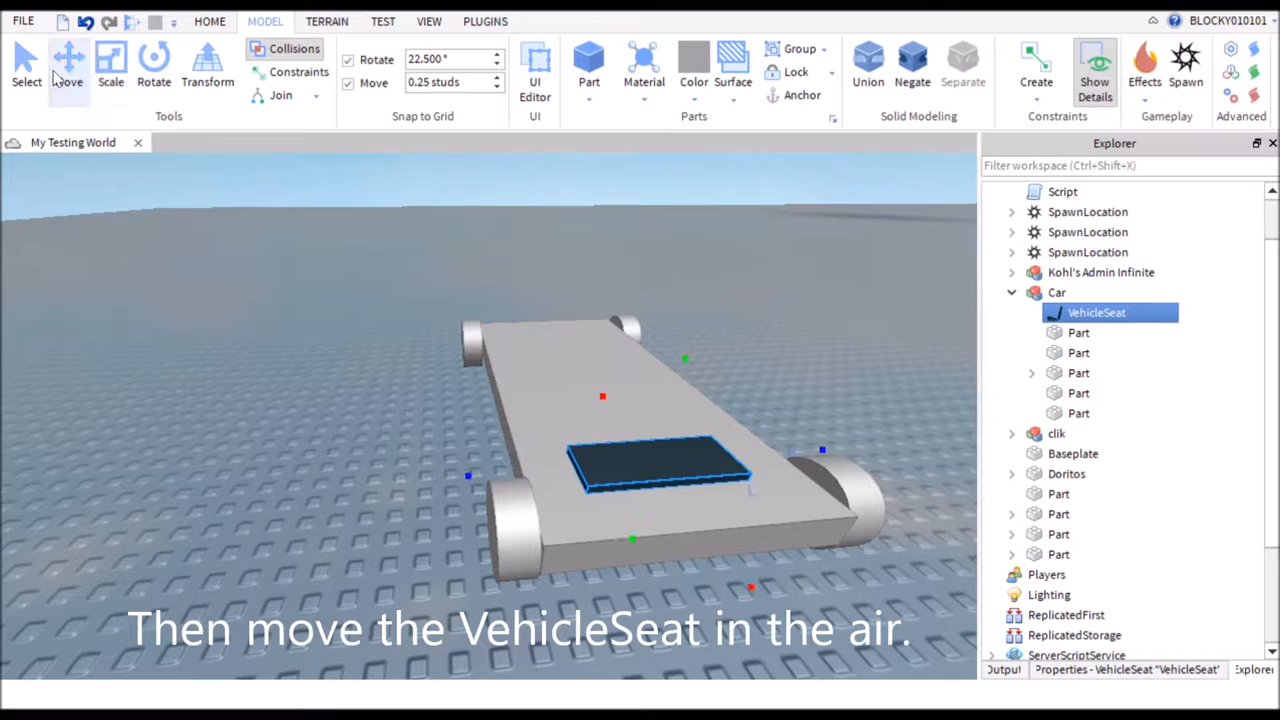 FILE HOME MODEL TERRAIN TEST VIEW PLUGINS BLOCKY010101
Select Move Scale Rotate Transform
Collisions
Constraints
Join
Tools
Rotate 22.500 °
Move 0.25 studs
Snap to Grid
UI Editor
UI
Part Material Color Surface
Group
Lock
Anchor
Parts
Union Negate Separate
Solid Modeling
Create Show Details
Constraints
Effects Spawn
Gameplay
Advanced
My Testing World
Explorer
Filter workspace (Ctrl+Shift+X)
Script
SpawnLocation
SpawnLocation
SpawnLocation
Kohl's Admin Infinite
Car
VehicleSeat
Part
Part
Part
Part
Part
clik
Baseplate
Doritos
Part
Part
Part
Part
Players
Lighting
ReplicatedFirst
ReplicatedStorage
ServerScriptService
Output Properties - VehicleSeat "VehicleSeat" Explorer
Then move the VehicleSeat in the air.